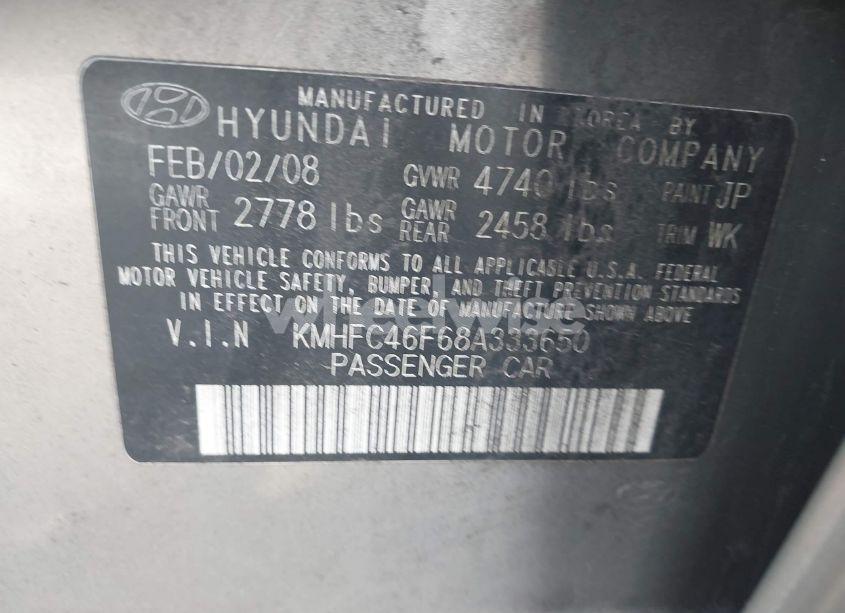 MANUFACTURED IN KOREA BY
HYUNDAI MOTOR COMPANY
FEB/02/08 GVWR 4740 lbs PAINT JP
GAWR FRONT 2778 lbs GAWR REAR 2458 lbs TRIM WK
THIS VEHICLE CONFORMS TO ALL APPLICABLE U.S.A. FEDERAL
MOTOR VEHICLE SAFETY, BUMPER, AND THEFT PREVENTION STANDARDS
IN EFFECT ON THE DATE OF MANUFACTURE SHOWN ABOVE.
V.I.N KMHFC46F68A333650
PASSENGER CAR